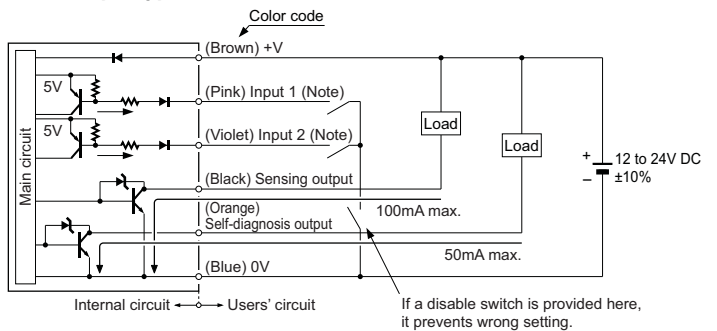 Color code
(Brown) +V
5V
(Pink) Input 1 (Note)
5V
(Violet) Input 2 (Note)
Main circuit
Load
Load
+
12 to 24V DC
–
±10%
(Black) Sensing output
100mA max.
(Orange)
Self-diagnosis output
50mA max.
(Blue) 0V
Internal circuit
Users' circuit
If a disable switch is provided here,
it prevents wrong setting.